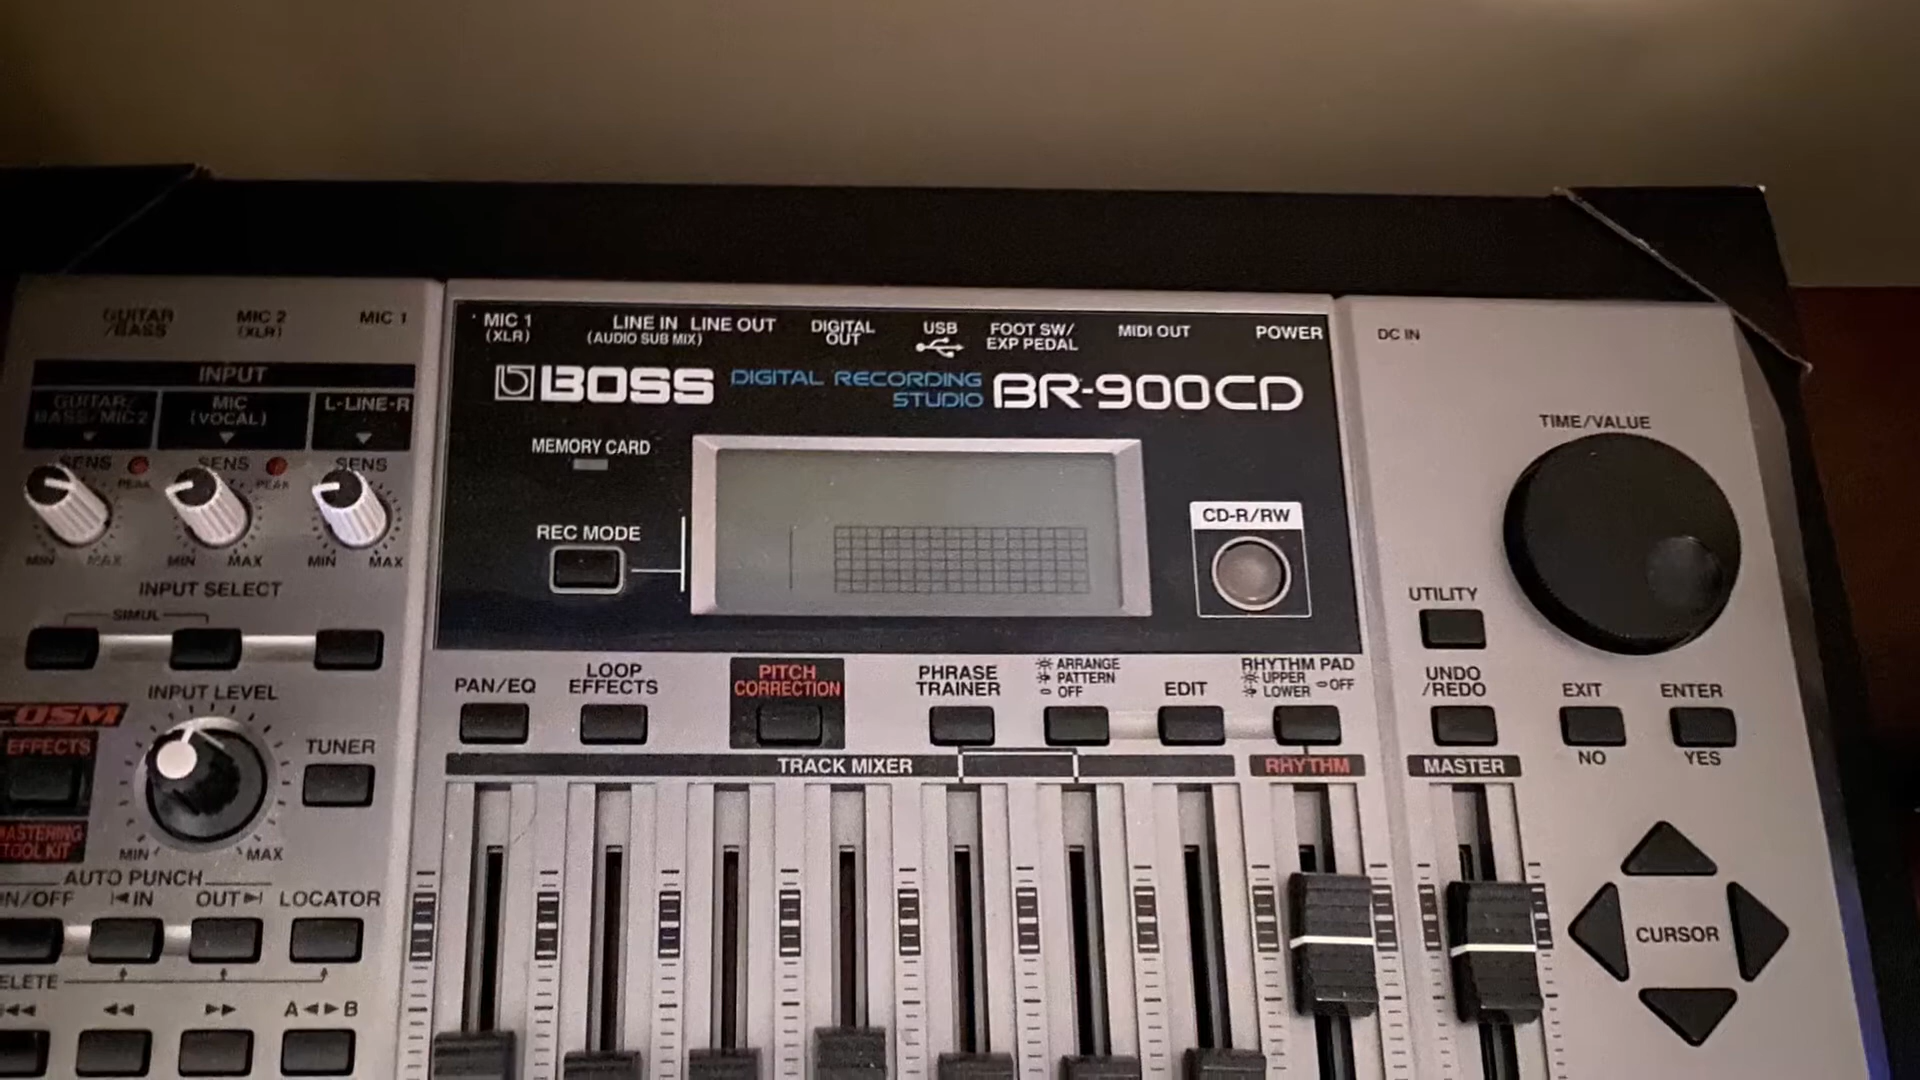 GUITAR
/BASS
MIC 2
(XLR)
MIC 1
INPUT
GUITAR/
BASS/MIC2
MIC
(VOCAL)
L-LINE-R
SENS
PEAK
SENS
PEAK
SENS
MIN
MAX
MIN
MAX
MIN
MAX
INPUT SELECT
SIMUL
INPUT LEVEL
COSM
EFFECTS
TUNER
MASTERING
TOOL KIT
MIN
MAX
AUTO PUNCH
ON/OFF
IN
OUT
LOCATOR
DELETE
A◄►B
MIC 1
(XLR)
LINE IN
(AUDIO SUB MIX)
LINE OUT
DIGITAL
OUT
USB
FOOT SW/
EXP PEDAL
MIDI OUT
POWER
DC IN
BOSS
DIGITAL RECORDING
STUDIO
BR-900CD
MEMORY CARD
REC MODE
CD-R/RW
TIME/VALUE
PAN/EQ
LOOP
EFFECTS
PITCH
CORRECTION
PHRASE
TRAINER
ARRANGE
PATTERN
OFF
EDIT
RHYTHM PAD
UPPER
LOWER
OFF
UTILITY
UNDO
/REDO
EXIT
NO
ENTER
YES
TRACK MIXER
RHYTHM
MASTER
CURSOR